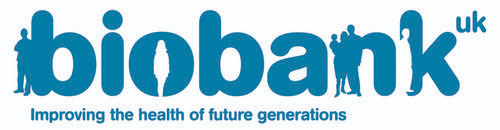 biobank uk
Improving the health of future generations